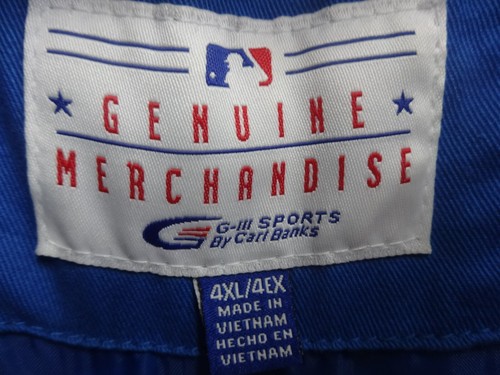 GENUINE
MERCHANDISE
G-III SPORTS
By Carl Banks
4XL/4EX
MADE IN
VIETNAM
HECHO EN
VIETNAM